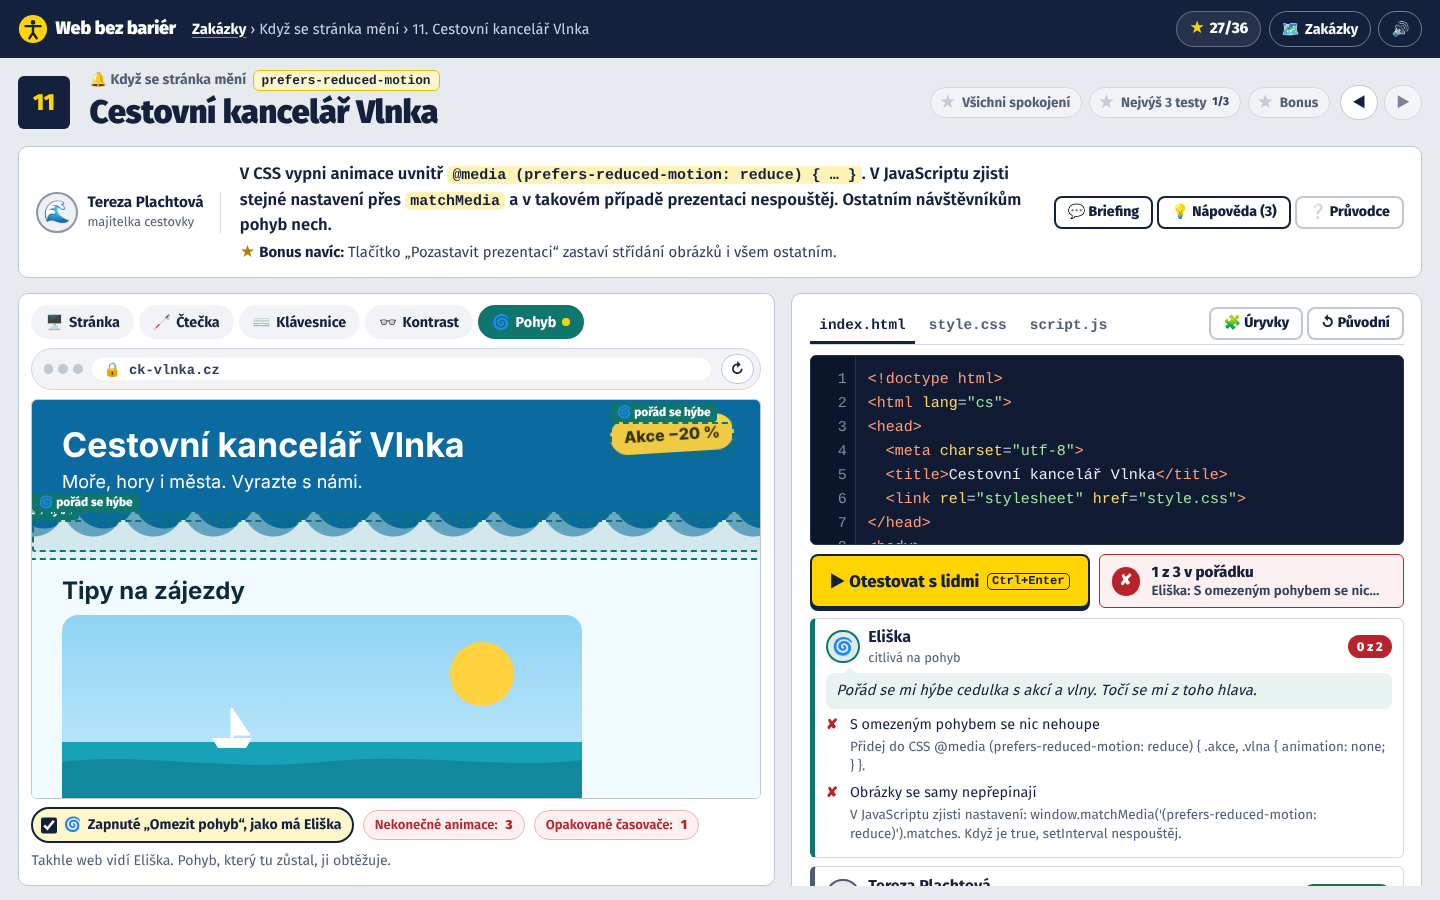 Web bez bariér
Zakázky › Když se stránka mění › 11. Cestovní kancelář Vlnka
★ 27/36
Zakázky
11
Když se stránka mění
prefers-reduced-motion
Cestovní kancelář Vlnka
★ Všichni spokojení
★ Nejvýš 3 testy 1/3
★ Bonus
◀
▶
Tereza Plachtová
majitelka cestovky
V CSS vypni animace uvnitř @media (prefers-reduced-motion: reduce) { … }. V JavaScriptu zjisti
stejné nastavení přes matchMedia a v takovém případě prezentaci nespouštěj. Ostatním návštěvníkům
pohyb nech.
★ Bonus navíc: Tlačítko „Pozastavit prezentaci“ zastaví střídání obrázků i všem ostatním.
Briefing
Nápověda (3)
Průvodce
Stránka
Čtečka
Klávesnice
Kontrast
Pohyb
ck-vlnka.cz
pořád se hýbe
Akce −20 %
Cestovní kancelář Vlnka
Moře, hory i města. Vyrazte s námi.
pořád se hýbe
Tipy na zájezdy
Zapnuté „Omezit pohyb“, jako má Eliška
Nekonečné animace: 3
Opakované časovače: 1
Takhle web vidí Eliška. Pohyb, který tu zůstal, ji obtěžuje.
index.html
style.css
script.js
Úryvky
↺ Původní
1 <!doctype html>
2 <html lang="cs">
3 <head>
4 <meta charset="utf-8">
5 <title>Cestovní kancelář Vlnka</title>
6 <link rel="stylesheet" href="style.css">
7 </head>
8 <body>
▶ Otestovat s lidmi Ctrl+Enter
✘ 1 z 3 v pořádku
Eliška: S omezeným pohybem se nic…
Eliška
citlivá na pohyb
0 z 2
Pořád se mi hýbe cedulka s akcí a vlny. Točí se mi z toho hlava.
✘ S omezeným pohybem se nic nehoupe
Přidej do CSS @media (prefers-reduced-motion: reduce) { .akce, .vlna { animation: none;
} }.
✘ Obrázky se samy nepřepínají
V JavaScriptu zjisti nastavení: window.matchMedia('(prefers-reduced-motion:
reduce)').matches. Když je true, setInterval nespouštěj.
Tereza Plachtová